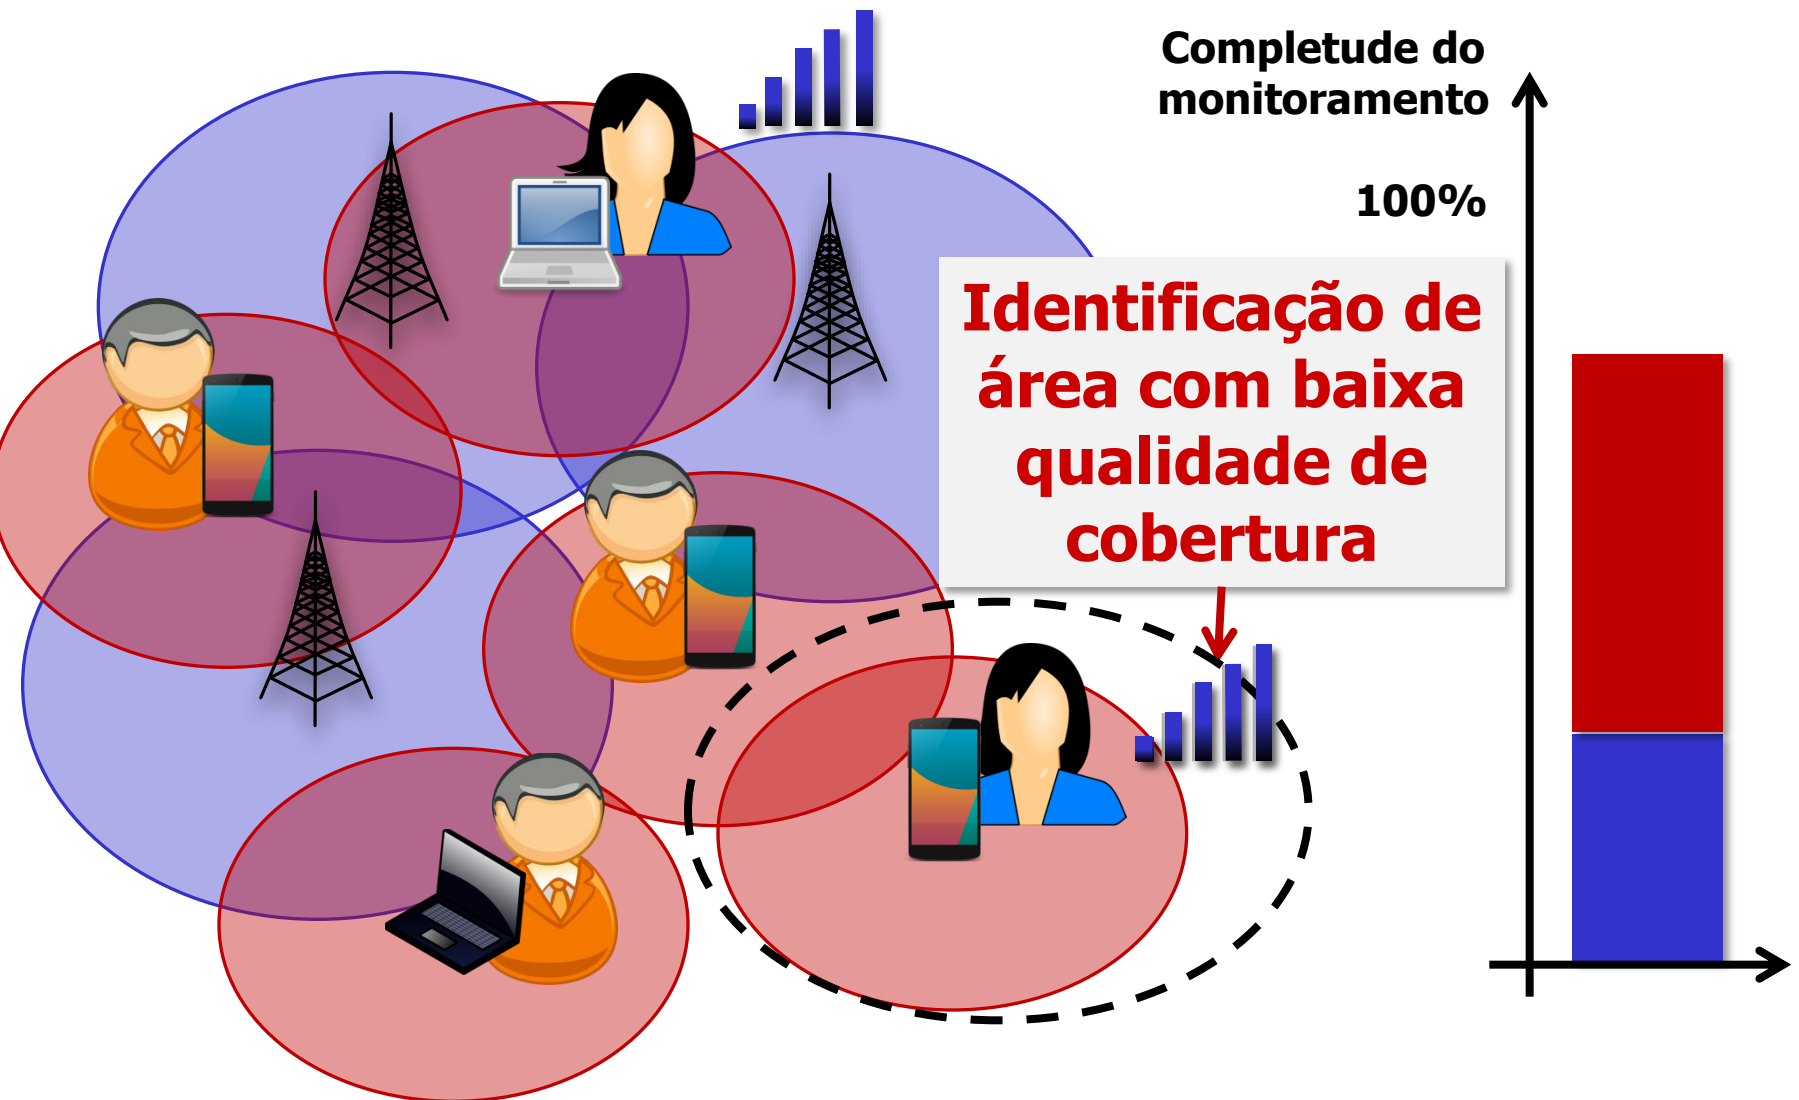 Completude do
monitoramento
100%
Identificação de
área com baixa
qualidade de
cobertura